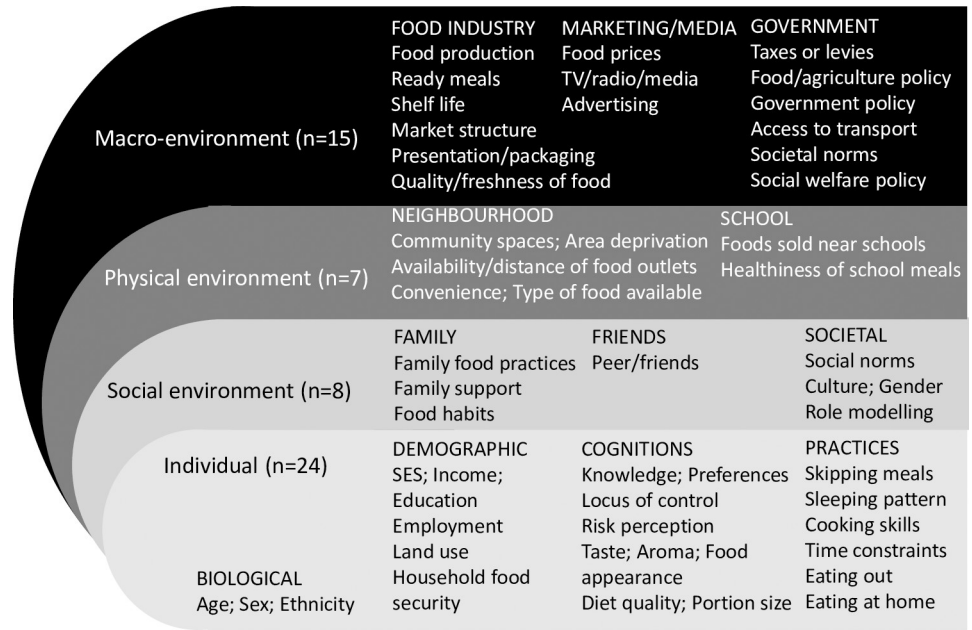 Macro-environment (n=15)
FOOD INDUSTRY
Food production
Ready meals
Shelf life
Market structure
Presentation/packaging
Quality/freshness of food
MARKETING/MEDIA
Food prices
TV/radio/media
Advertising
GOVERNMENT
Taxes or levies
Food/agriculture policy
Government policy
Access to transport
Societal norms
Social welfare policy
Physical environment (n=7)
NEIGHBOURHOOD
Community spaces; Area deprivation
Availability/distance of food outlets
Convenience; Type of food available
SCHOOL
Foods sold near schools
Healthiness of school meals
Social environment (n=8)
FAMILY
Family food practices
Family support
Food habits
FRIENDS
Peer/friends
SOCIETAL
Social norms
Culture; Gender
Role modelling
Individual (n=24)
BIOLOGICAL
Age; Sex; Ethnicity
DEMOGRAPHIC
SES; Income;
Education
Employment
Land use
Household food
security
COGNITIONS
Knowledge; Preferences
Locus of control
Risk perception
Taste; Aroma; Food
appearance
Diet quality; Portion size
PRACTICES
Skipping meals
Sleeping pattern
Cooking skills
Time constraints
Eating out
Eating at home